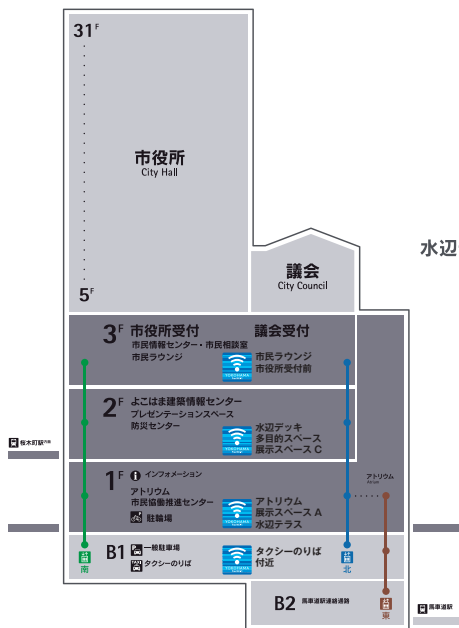 31F
市役所
City Hall
5F
議会
City Council
水辺
3F 市役所受付
市民情報センター・市民相談室
市民ラウンジ
議会受付
市民ラウンジ
市役所受付前
2F よこはま建築情報センター
プレゼンテーションスペース
防災センター
水辺デッキ
多目的スペース
展示スペース C
桜木町駅
1F インフォメーション
アトリウム
市民協働推進センター
駐輪場
アトリウム
展示スペース A
水辺テラス
アトリウム
Atrium
B1 一般駐車場
タクシーのりば
タクシーのりば
付近
南
北
B2 馬車道駅連絡通路
東
馬車道駅